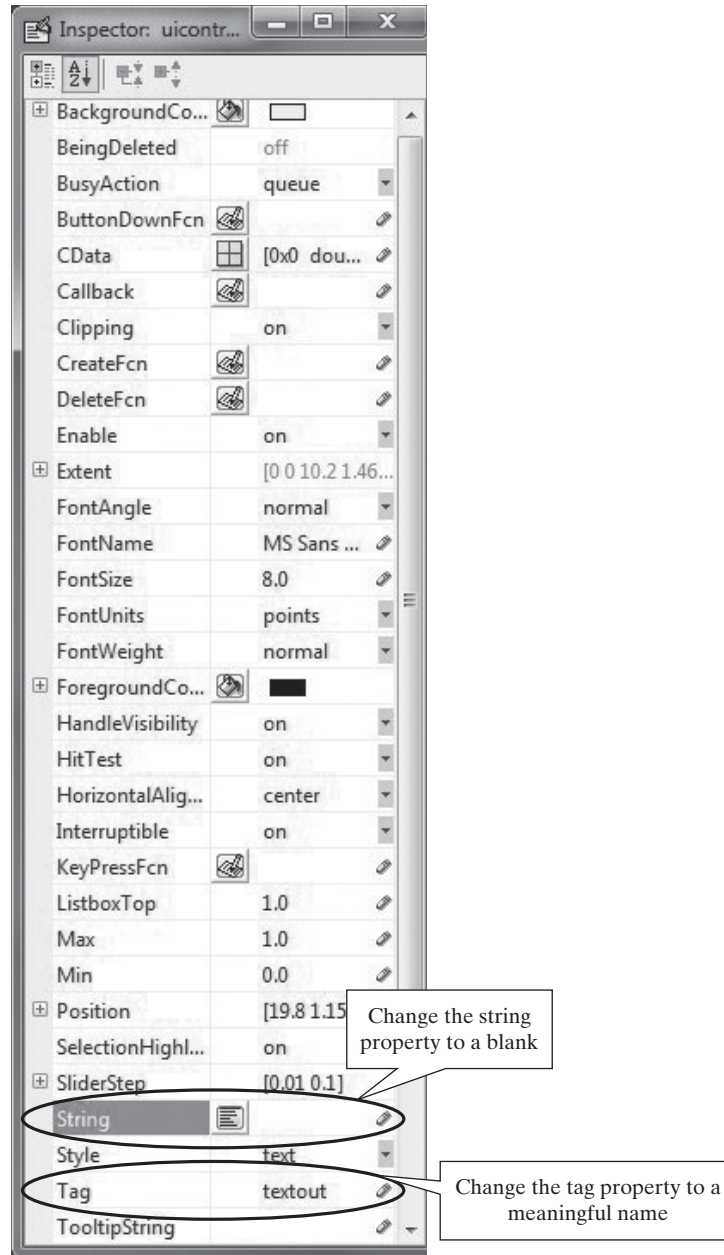 Inspector: uicontr...
BackgroundCo...
BeingDeleted off
BusyAction queue
ButtonDownFcn
CData [0x0 dou...
Callback
Clipping on
CreateFcn
DeleteFcn
Enable on
Extent [0 0 10.2 1.46...
FontAngle normal
FontName MS Sans ...
FontSize 8.0
FontUnits points
FontWeight normal
ForegroundCo...
HandleVisibility on
HitTest on
HorizontalAlig... center
Interruptible on
KeyPressFcn
ListboxTop 1.0
Max 1.0
Min 0.0
Position [19.8 1.15
Change the string
property to a blank
SelectionHighl... on
SliderStep [0.01 0.1]
String
Style text
Tag textout
Change the tag property to a
meaningful name
TooltipString